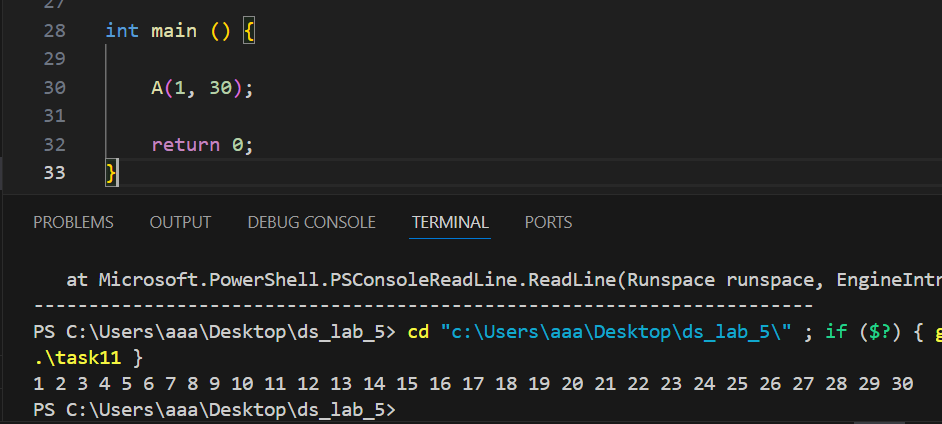 27
28 int main () {
29
30 A(1, 30);
31
32 return 0;
33 }
PROBLEMS OUTPUT DEBUG CONSOLE TERMINAL PORTS
at Microsoft.PowerShell.PSConsoleReadLine.ReadLine(Runspace runspace, EngineIntr
-----------------------------------------------------------------------
PS C:\Users\aaa\Desktop\ds_lab_5> cd "c:\Users\aaa\Desktop\ds_lab_5\" ; if ($?) { g
.\task11 }
1 2 3 4 5 6 7 8 9 10 11 12 13 14 15 16 17 18 19 20 21 22 23 24 25 26 27 28 29 30
PS C:\Users\aaa\Desktop\ds_lab_5>